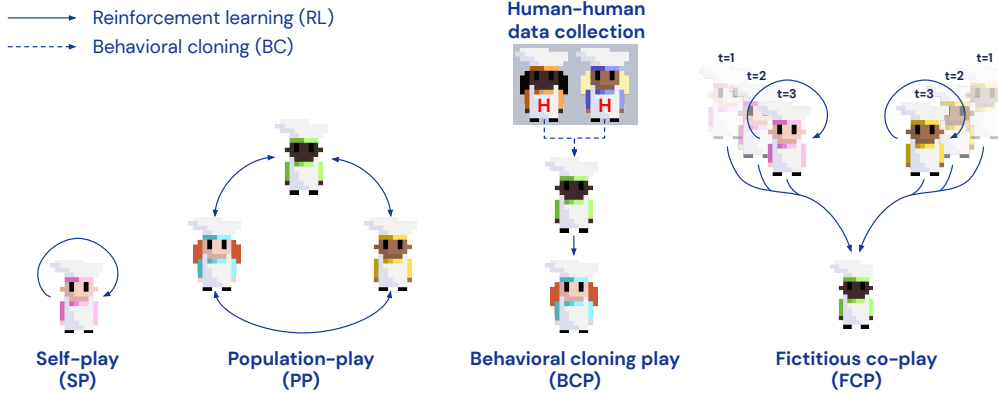 Reinforcement learning (RL)
Behavioral cloning (BC)
Human-human
data collection
H
H
t=1
t=2
t=3
t=1
t=2
t=3
Self-play
(SP)
Population-play
(PP)
Behavioral cloning play
(BCP)
Fictitious co-play
(FCP)